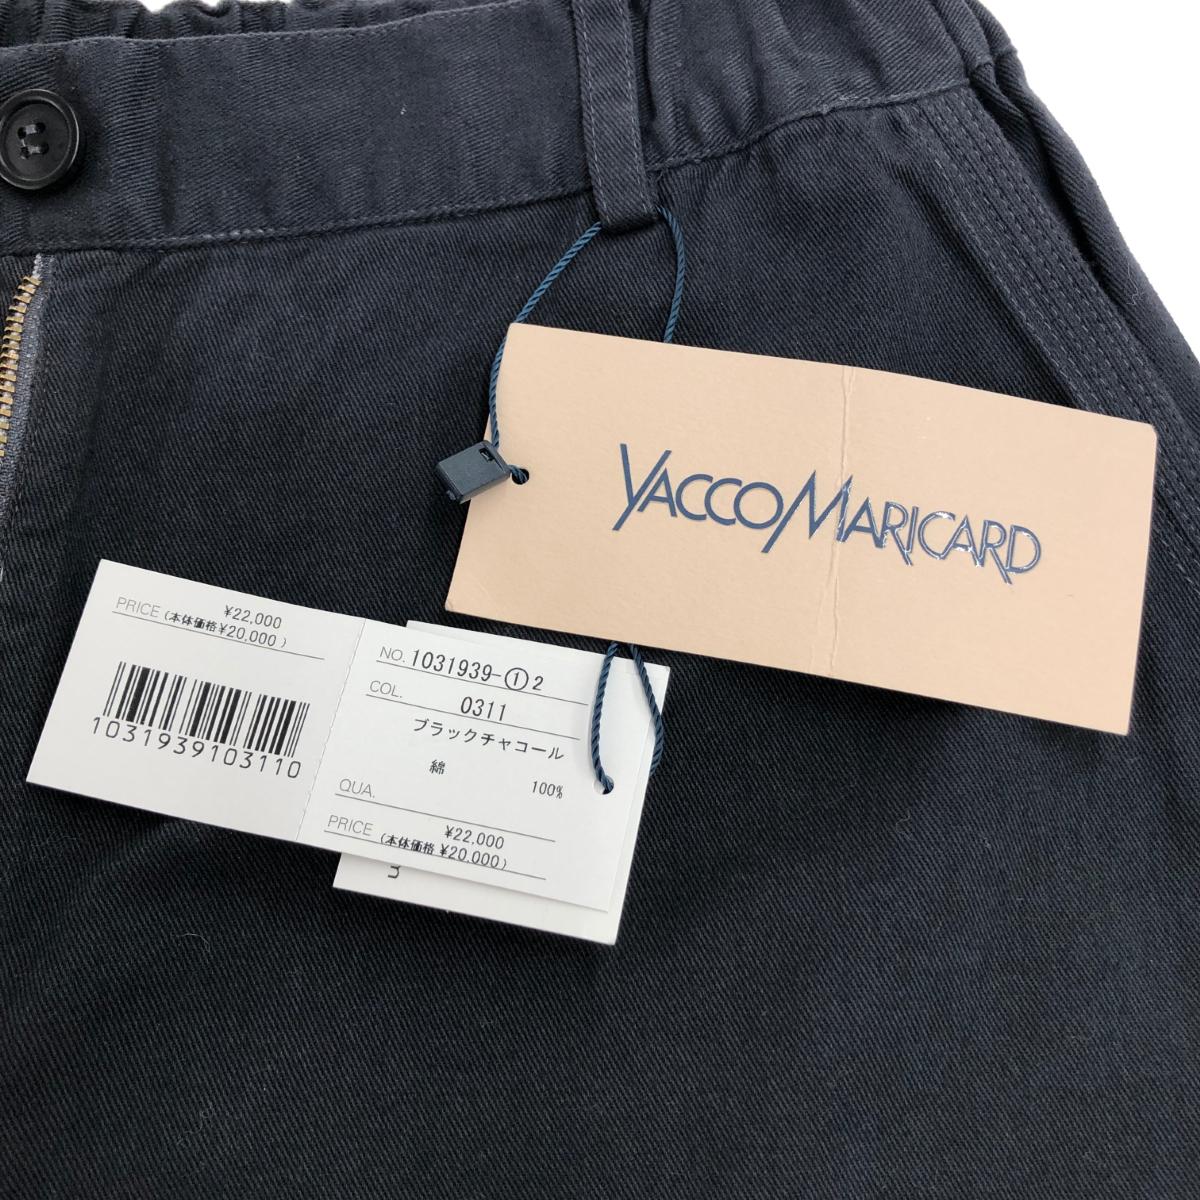 YACCOMARICARD
PRICE ¥22,000
(本体価格¥20,000)
1031939103110
NO. 1031939-①2
COL. 0311
ブラックチャコール
綿 100%
QUA.
PRICE ¥22,000
(本体価格 ¥20,000)